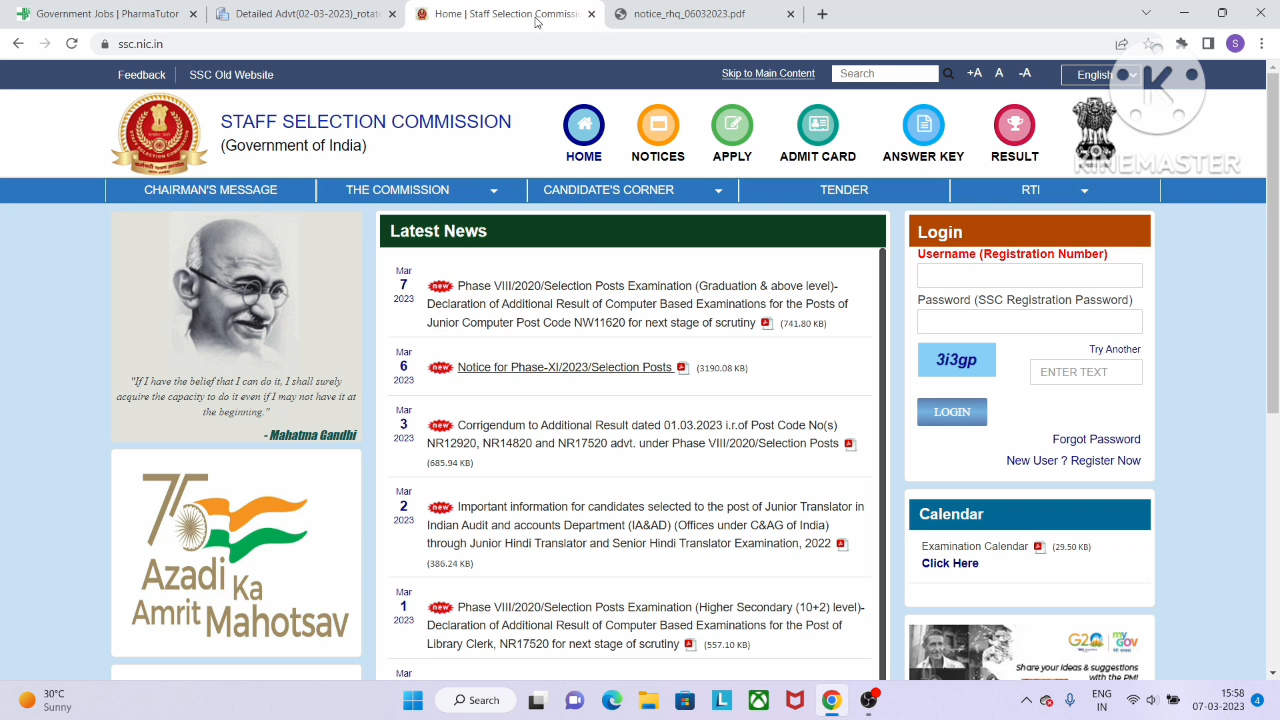 Government Jobs | PharmaTutor
Detailed Adv(02-03-2023)_rotate
Home | Staff Selection Commissi
notice_rhq_06032023.pdf
ssc.nic.in
S
Feedback
SSC Old Website
Skip to Main Content
Search
+A A -A
English
STAFF SELECTION COMMISSION
(Government of India)
HOME
NOTICES
APPLY
ADMIT CARD
ANSWER KEY
RESULT
K
KINEMASTER
CHAIRMAN'S MESSAGE
THE COMMISSION
CANDIDATE'S CORNER
TENDER
RTI
"If I have the belief that I can do it, I shall surely
acquire the capacity to do it even if I may not have it at
the beginning."
- Mahatma Gandhi
75
Azadi Ka
Amrit Mahotsav
Latest News
Mar
7
2023
new Phase VIII/2020/Selection Posts Examination (Graduation & above level)-
Declaration of Additional Result of Computer Based Examinations for the Posts of
Junior Computer Post Code NW11620 for next stage of scrutiny (741.80 KB)
Mar
6
2023
new Notice for Phase-XI/2023/Selection Posts (3190.08 KB)
Mar
3
2023
new Corrigendum to Additional Result dated 01.03.2023 i.r.of Post Code No(s)
NR12920, NR14820 and NR17520 advt. under Phase VIII/2020/Selection Posts
(685.94 KB)
Mar
2
2023
new Important information for candidates selected to the post of Junior Translator in
Indian Audit and accounts Department (IA&AD) (Offices under C&AG of India)
through Junior Hindi Translator and Senior Hindi Translator Examination, 2022
(386.24 KB)
Mar
1
2023
new Phase VIII/2020/Selection Posts Examination (Higher Secondary (10+2) level)-
Declaration of Additional Result of Computer Based Examinations for the Post of
Library Clerk, NR17520 for next stage of scrutiny (557.10 KB)
Mar
Login
Username (Registration Number)
Password (SSC Registration Password)
3i3gp
Try Another
ENTER TEXT
LOGIN
Forgot Password
New User ? Register Now
Calendar
Examination Calendar (29.50 KB)
Click Here
G20
my
GOV
Share your ideas & suggestions
with the PM!
30°C
Sunny
Search
ENG
IN
15:58
07-03-2023
4